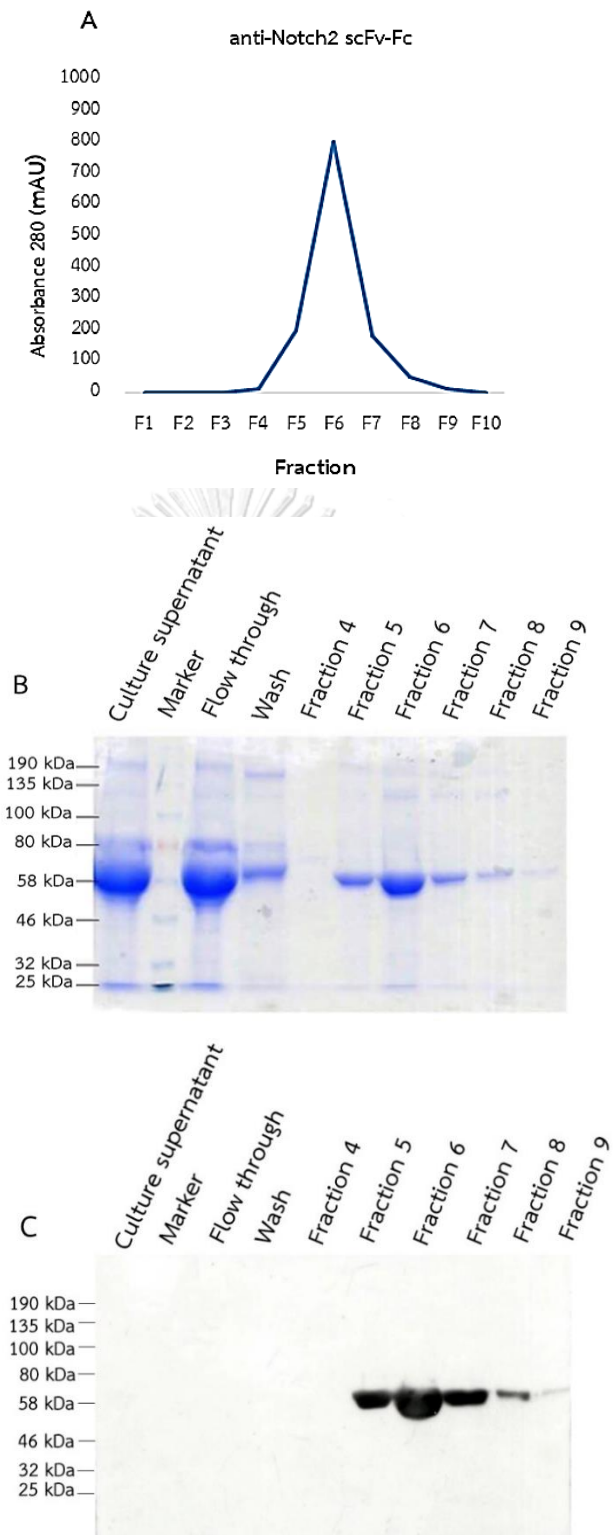 A
anti-Notch2 scFv-Fc
Absorbance 280 (mAU)
1000
900
800
700
600
500
400
300
200
100
0
F1 F2 F3 F4 F5 F6 F7 F8 F9 F10
Fraction
B
Culture supernatant
Marker
Flow through
Wash
Fraction 4
Fraction 5
Fraction 6
Fraction 7
Fraction 8
Fraction 9
190 kDa
135 kDa
100 kDa
80 kDa
58 kDa
46 kDa
32 kDa
25 kDa
C
Culture supernatant
Marker
Flow through
Wash
Fraction 4
Fraction 5
Fraction 6
Fraction 7
Fraction 8
Fraction 9
190 kDa
135 kDa
100 kDa
80 kDa
58 kDa
46 kDa
32 kDa
25 kDa